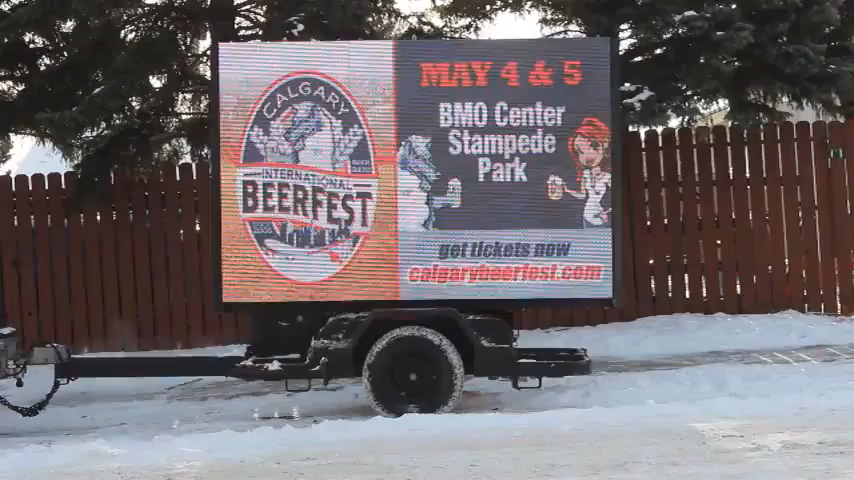 CALGARY
INTERNATIONAL
BEERFEST
MAY 4 & 5
BMO Center
Stampede
Park
get tickets now
calgarybeerfest.com